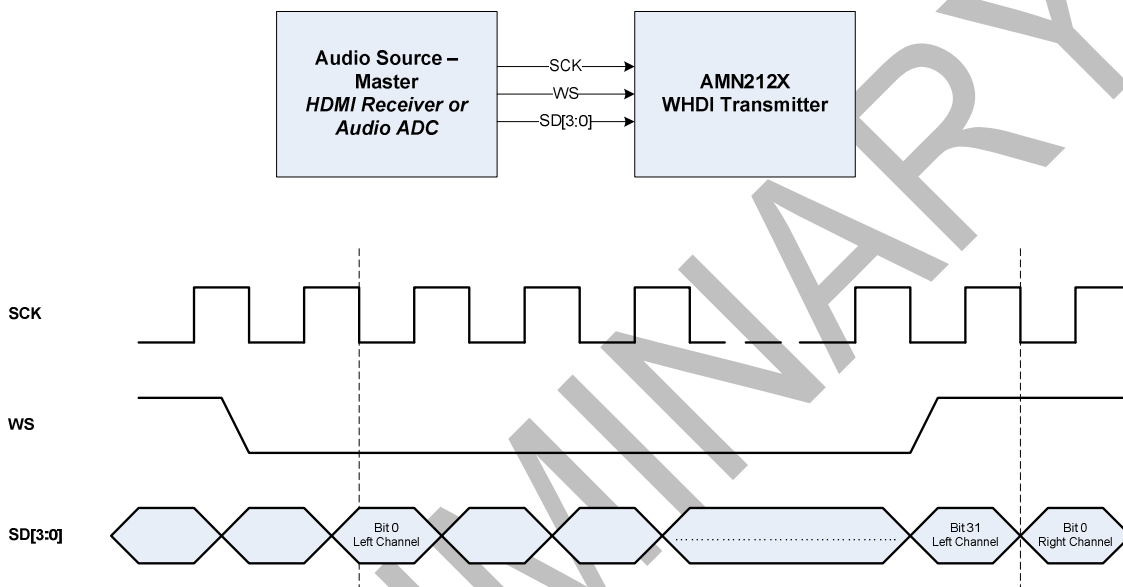 Audio Source –
Master
HDMI Receiver or
Audio ADC
SCK
WS
SD[3:0]
AMN212X
WHDI Transmitter
SCK
WS
SD[3:0]
Bit 0
Left Channel
Bit 31
Left Channel
Bit 0
Right Channel
MINARY